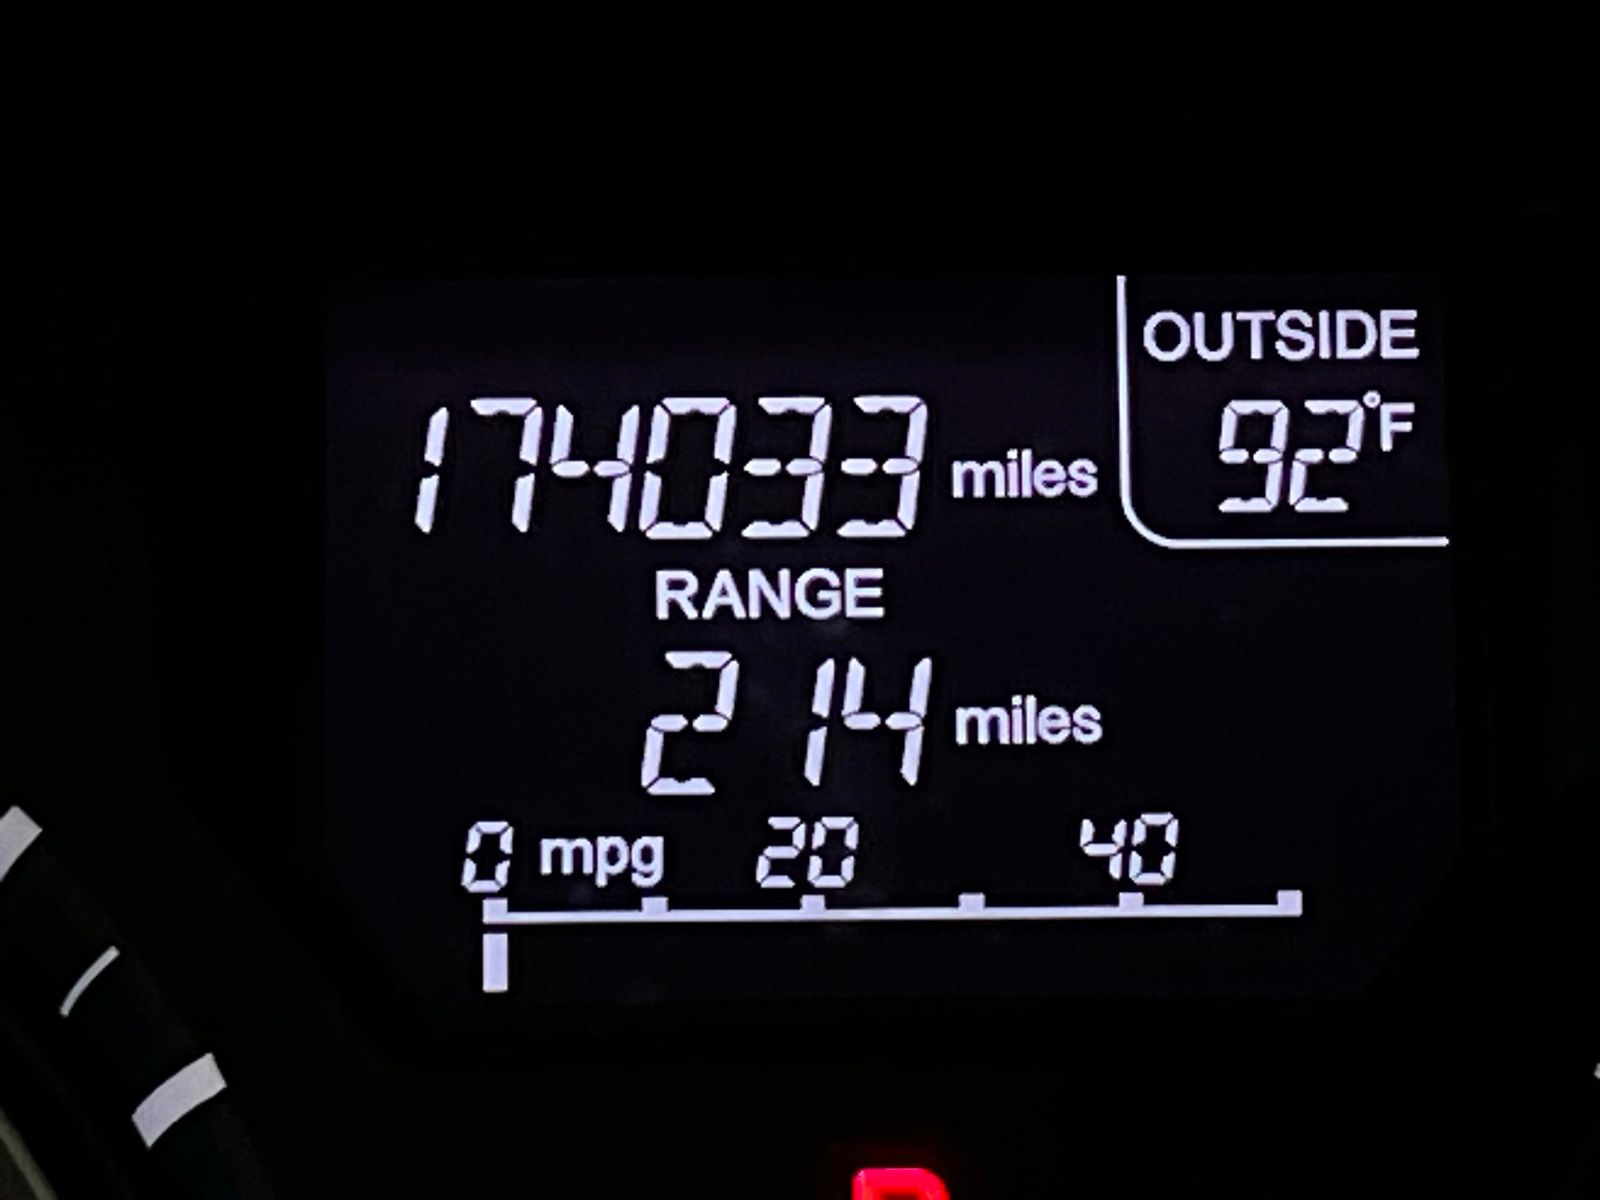 OUTSIDE
92°F
174033 miles
RANGE
214 miles
0 mpg 20 40